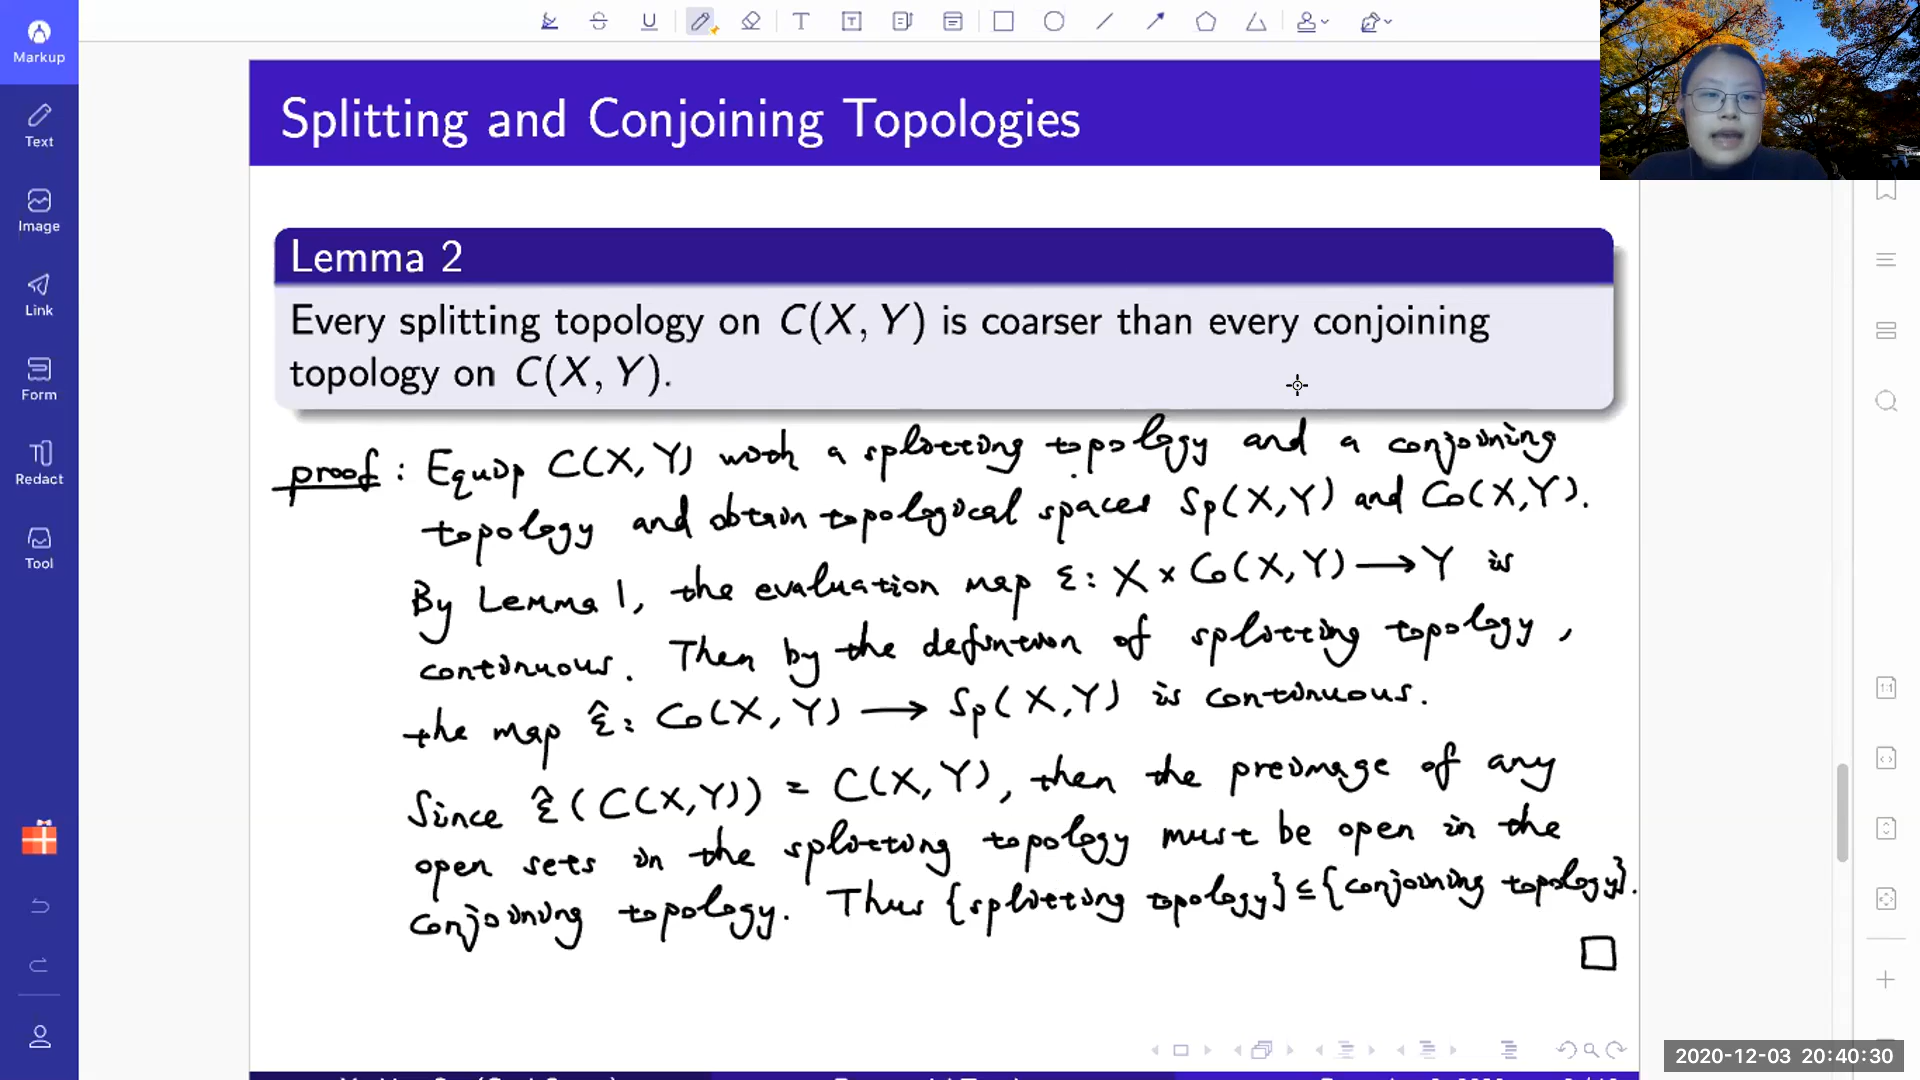 Markup
Text
Image
Link
Form
Redact
Tool
Splitting and Conjoining Topologies
Lemma 2
Every splitting topology on C(X, Y) is coarser than every conjoining
topology on C(X, Y).
proof : Equip C(X,Y) with a splitting topology and a conjoining
topology and obtain topological spaces Sp(X,Y) and Co(X,Y).
By Lemma 1, the evaluation map ε: X × Co(X,Y) → Y is
continuous. Then by the definition of splitting topology,
the map ε̂: Co(X,Y) → Sp(X,Y) is continuous.
Since ε̂(C(X,Y)) = C(X,Y), then the preimage of any
open sets in the splitting topology must be open in the
conjoining topology. Thus {splitting topology} ⊆ {conjoining topology}.
2020-12-03 20:40:30